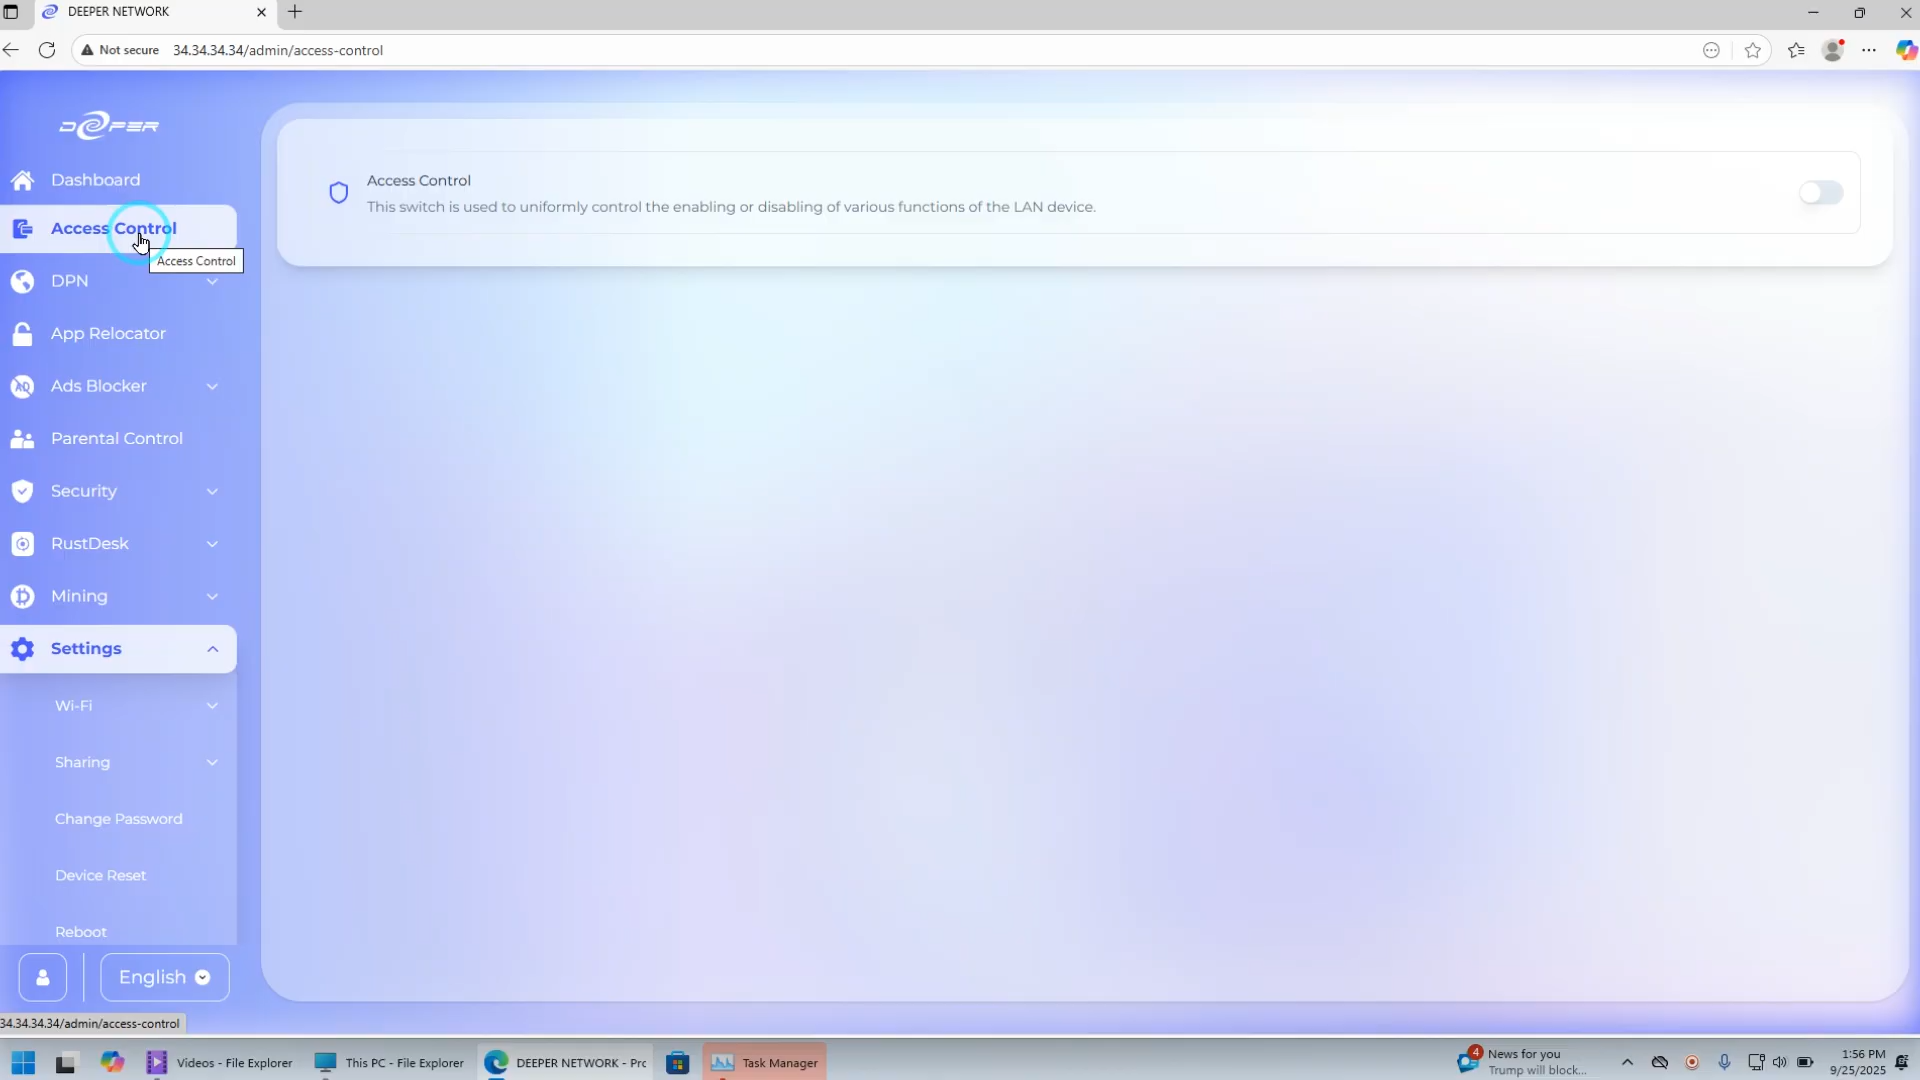 DEEPER NETWORK
Not secure
34.34.34.34/admin/access-control
DEEPER
Dashboard
Access Control
Access Control
DPN
App Relocator
AD
Ads Blocker
Parental Control
Security
RustDesk
Mining
Settings
Wi-Fi
Sharing
Change Password
Device Reset
Reboot
English
Access Control
This switch is used to uniformly control the enabling or disabling of various functions of the LAN device.
34.34.34.34/admin/access-control
Videos - File Explorer
This PC - File Explorer
DEEPER NETWORK - Prc
Task Manager
4
News for you
Trump will block...
1:56 PM
9/25/2025